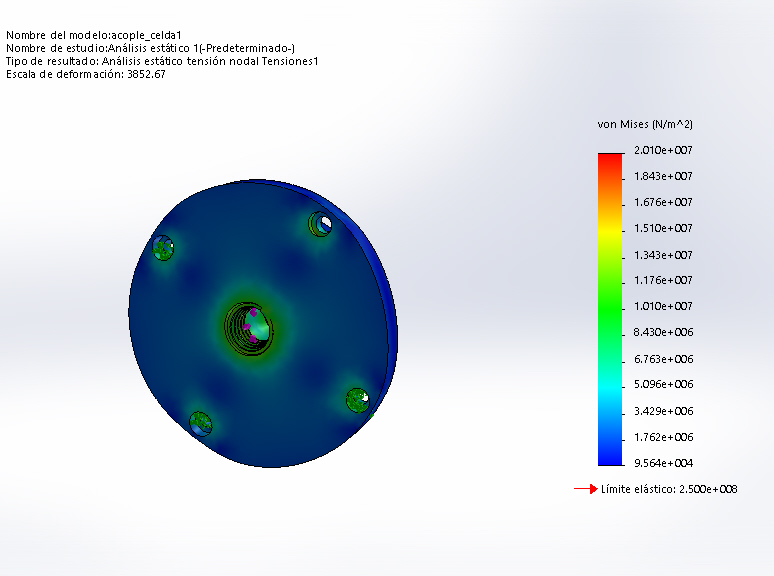 Nombre del modelo:acople_celda1
Nombre de estudio:Análisis estático 1(-Predeterminado-)
Tipo de resultado: Análisis estático tensión nodal Tensiones1
Escala de deformación: 3852.67
von Mises (N/m^2)
2.010e+007
1.843e+007
1.676e+007
1.510e+007
1.343e+007
1.176e+007
1.010e+007
8.430e+006
6.763e+006
5.096e+006
3.429e+006
1.762e+006
9.564e+004
Límite elástico: 2.500e+008